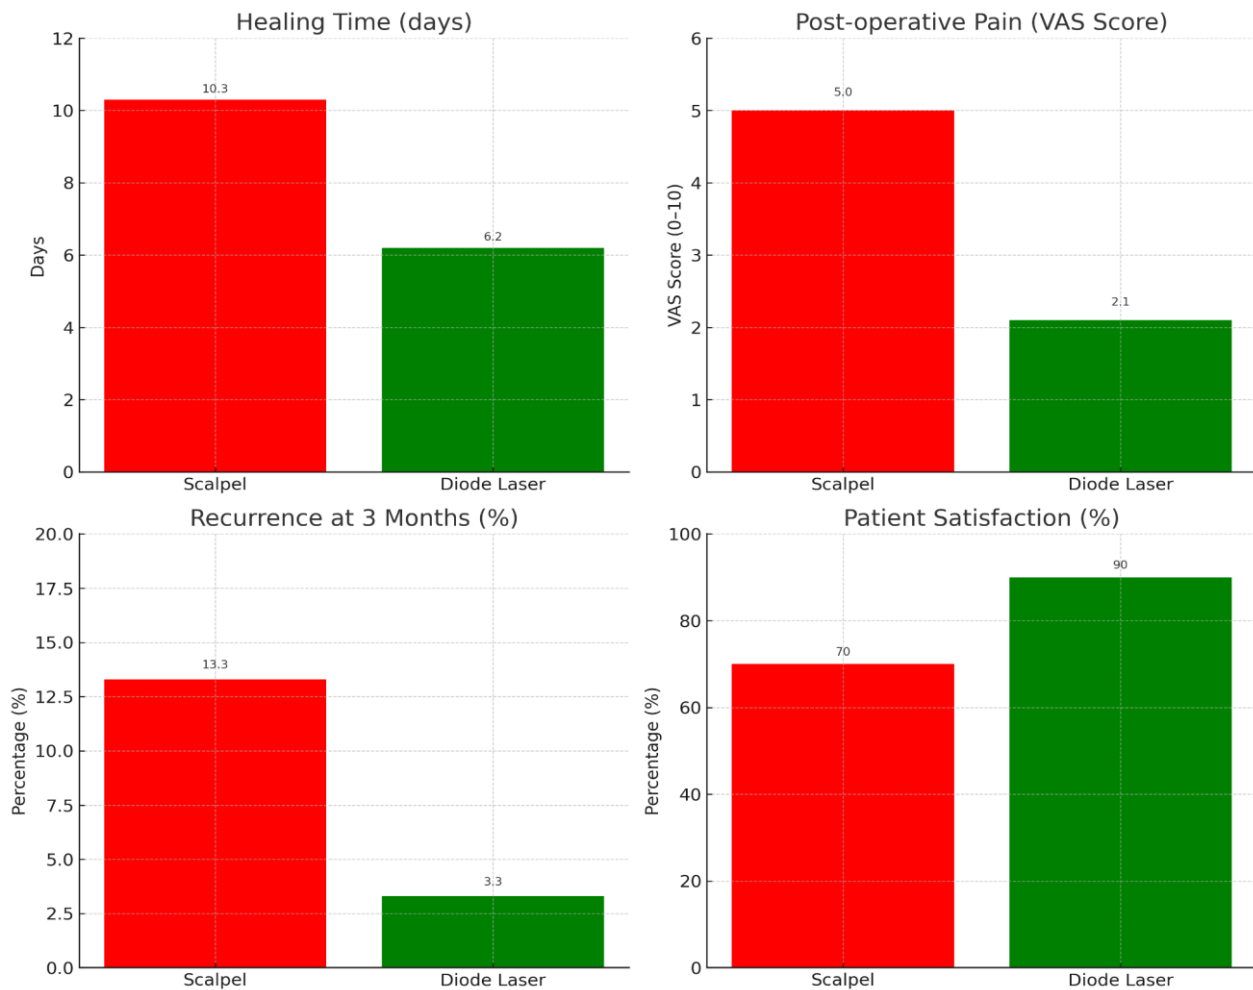 Healing Time (days)
12
10
8
6
4
2
0
Days
10.3
6.2
Scalpel
Diode Laser
Post-operative Pain (VAS Score)
6
5
4
3
2
1
0
VAS Score (0–10)
5.0
2.1
Scalpel
Diode Laser
Recurrence at 3 Months (%)
20.0
17.5
15.0
12.5
10.0
7.5
5.0
2.5
0.0
Percentage (%)
13.3
3.3
Scalpel
Diode Laser
Patient Satisfaction (%)
100
80
60
40
20
0
Percentage (%)
70
90
Scalpel
Diode Laser